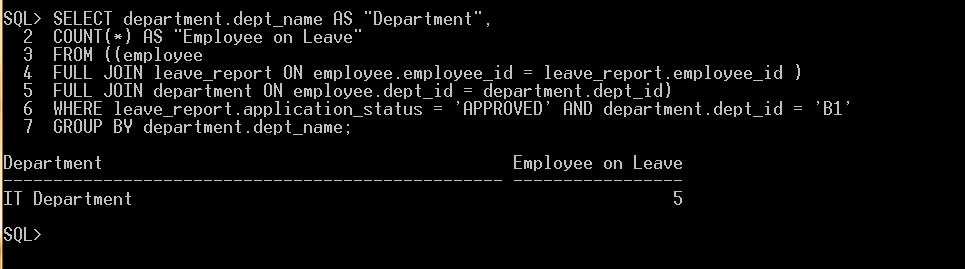 SQL> SELECT department.dept_name AS "Department",
  2  COUNT(*) AS "Employee on Leave"
  3  FROM ((employee
  4  FULL JOIN leave_report ON employee.employee_id = leave_report.employee_id )
  5  FULL JOIN department ON employee.dept_id = department.dept_id)
  6  WHERE leave_report.application_status = 'APPROVED' AND department.dept_id = 'B1'
  7  GROUP BY department.dept_name;
Department                                         Employee on Leave
-------------------------------------------------- -----------------
IT Department                                                      5
SQL>